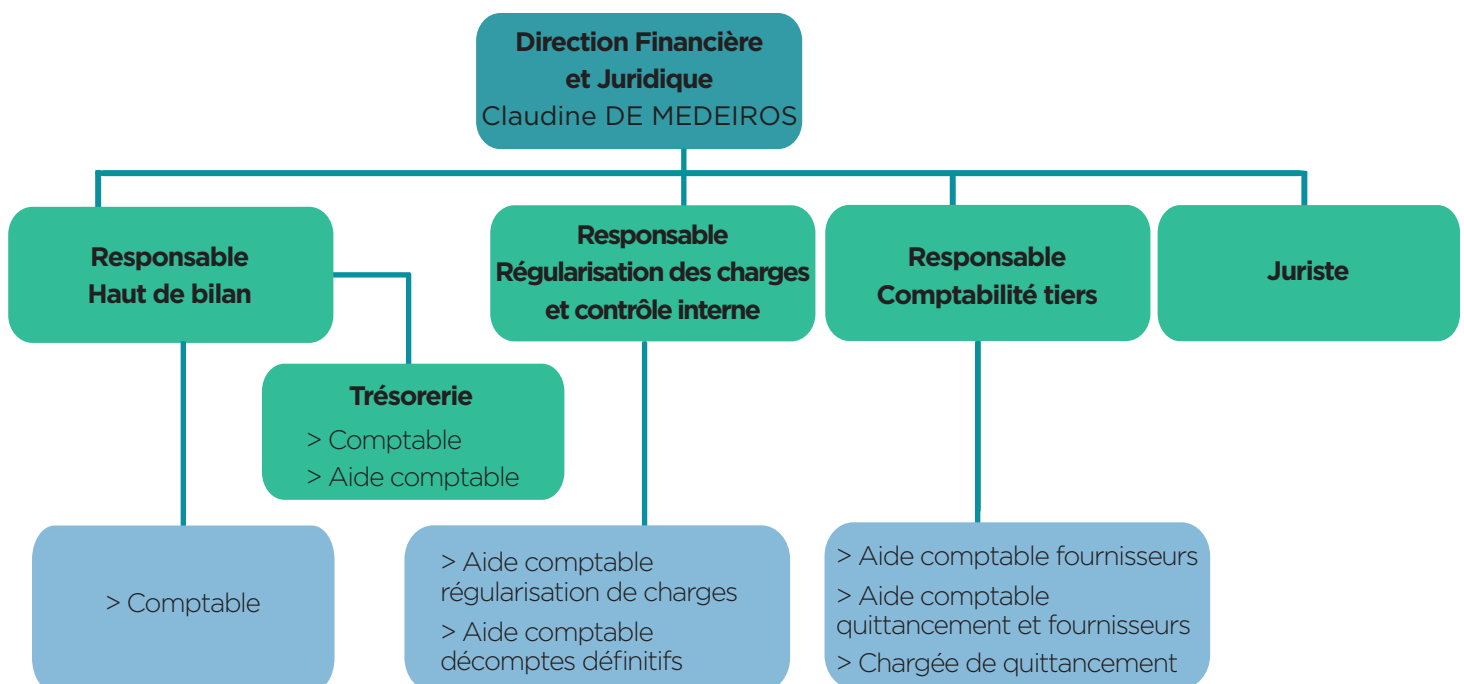 Direction Financière
et Juridique
Claudine DE MEDEIROS
Responsable
Haut de bilan
Responsable
Régularisation des charges
et contrôle interne
Responsable
Comptabilité tiers
Juriste
Trésorerie
> Comptable
> Aide comptable
> Comptable
> Aide comptable
régularisation de charges
> Aide comptable
décomptes définitifs
> Aide comptable fournisseurs
> Aide comptable
quittancement et fournisseurs
> Chargée de quittancement